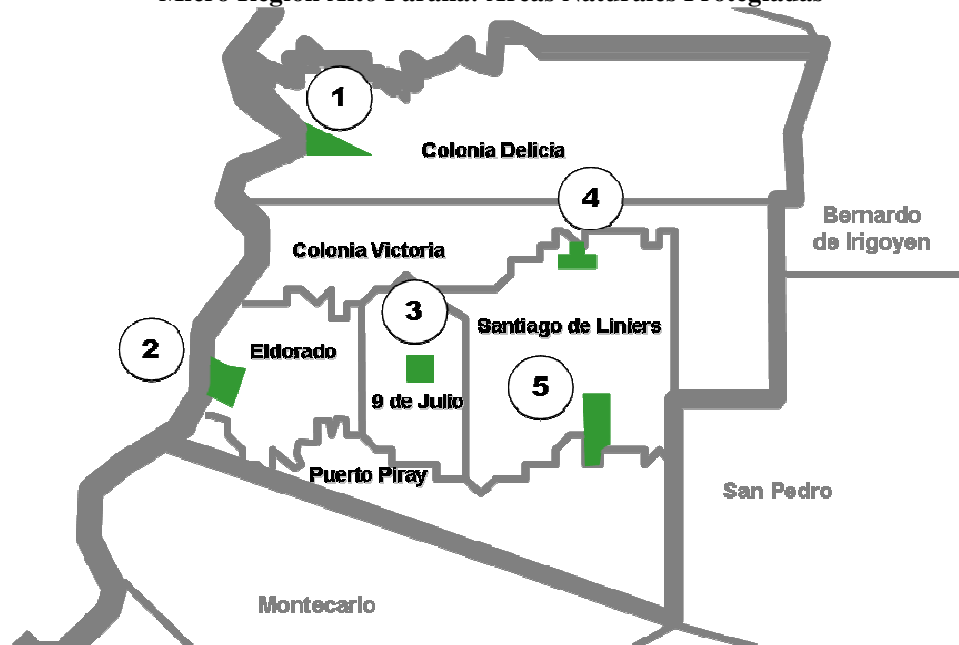 Micro Región Alto Paraná: Áreas Naturales Protegidas
1
Colonia Delicia
4
Bernardo
de Irigoyen
Colonia Victoria
3
Santiago de Liniers
2
Eldorado
5
9 de Julio
Puerto Piray
San Pedro
Montecarlo